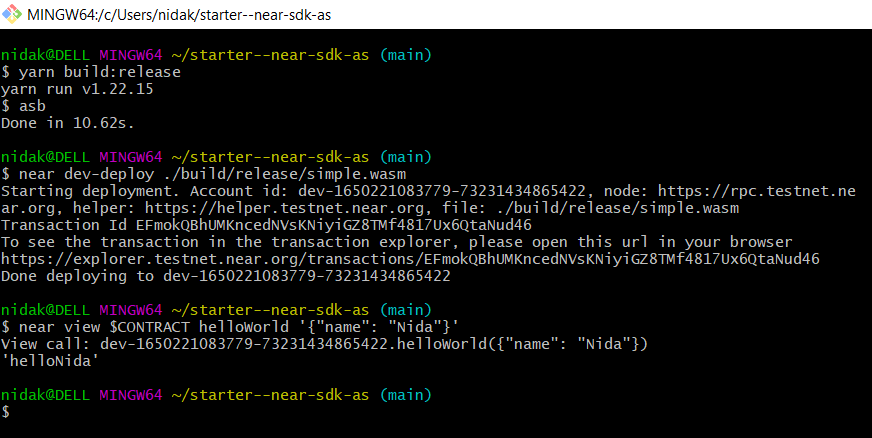 MINGW64:/c/Users/nidak/starter--near-sdk-as
nidak@DELL MINGW64 ~/starter--near-sdk-as (main)
$ yarn build:release
yarn run v1.22.15
$ asb
Done in 10.62s.
nidak@DELL MINGW64 ~/starter--near-sdk-as (main)
$ near dev-deploy ./build/release/simple.wasm
Starting deployment. Account id: dev-1650221083779-73231434865422, node: https://rpc.testnet.ne
ar.org, helper: https://helper.testnet.near.org, file: ./build/release/simple.wasm
Transaction Id EFmokQBhUMKncedNVsKNiyiGZ8TMf4817Ux6QtaNud46
To see the transaction in the transaction explorer, please open this url in your browser
https://explorer.testnet.near.org/transactions/EFmokQBhUMKncedNVsKNiyiGZ8TMf4817Ux6QtaNud46
Done deploying to dev-1650221083779-73231434865422
nidak@DELL MINGW64 ~/starter--near-sdk-as (main)
$ near view $CONTRACT helloWorld '{"name": "Nida"}'
View call: dev-1650221083779-73231434865422.helloWorld({"name": "Nida"})
'helloNida'
nidak@DELL MINGW64 ~/starter--near-sdk-as (main)
$